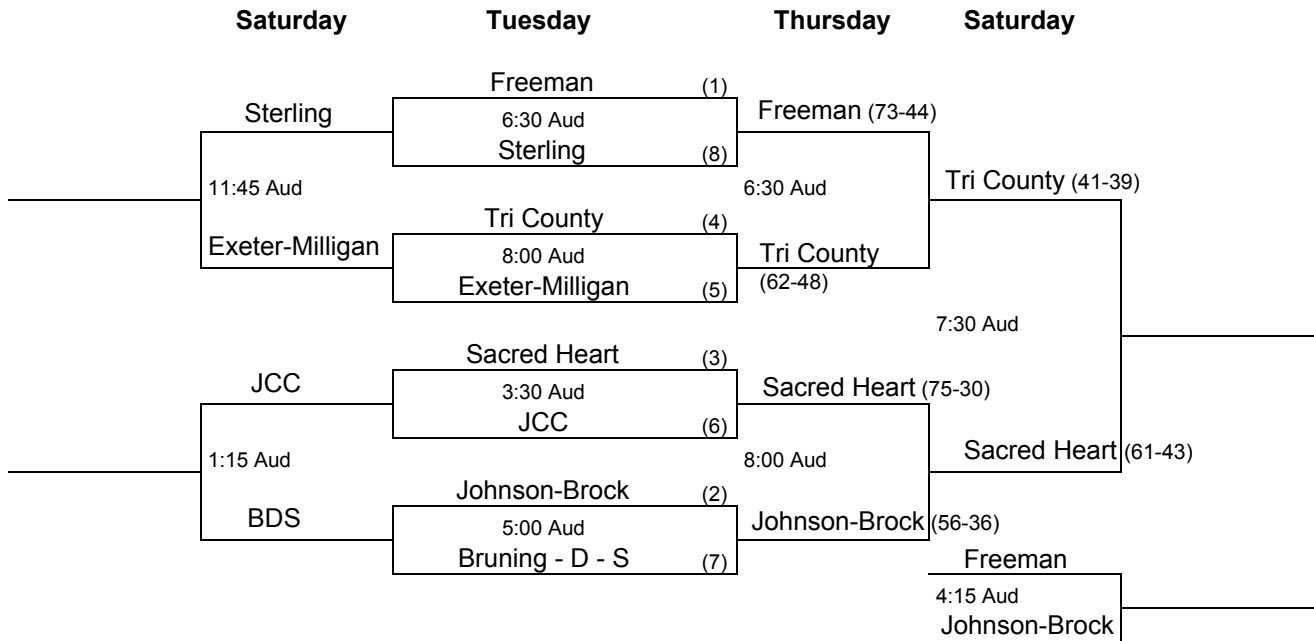 Saturday Tuesday Thursday Saturday
Freeman (1)
Sterling Freeman (73-44)
6:30 Aud
Sterling (8)
11:45 Aud 6:30 Aud Tri County (41-39)
Tri County (4)
Exeter-Milligan Tri County
8:00 Aud
(62-48)
Exeter-Milligan (5)
7:30 Aud
Sacred Heart (3)
JCC Sacred Heart (75-30)
3:30 Aud
JCC (6)
1:15 Aud 8:00 Aud Sacred Heart (61-43)
Johnson-Brock (2)
BDS Johnson-Brock (56-36)
5:00 Aud
Bruning - D - S (7) Freeman
4:15 Aud
Johnson-Brock